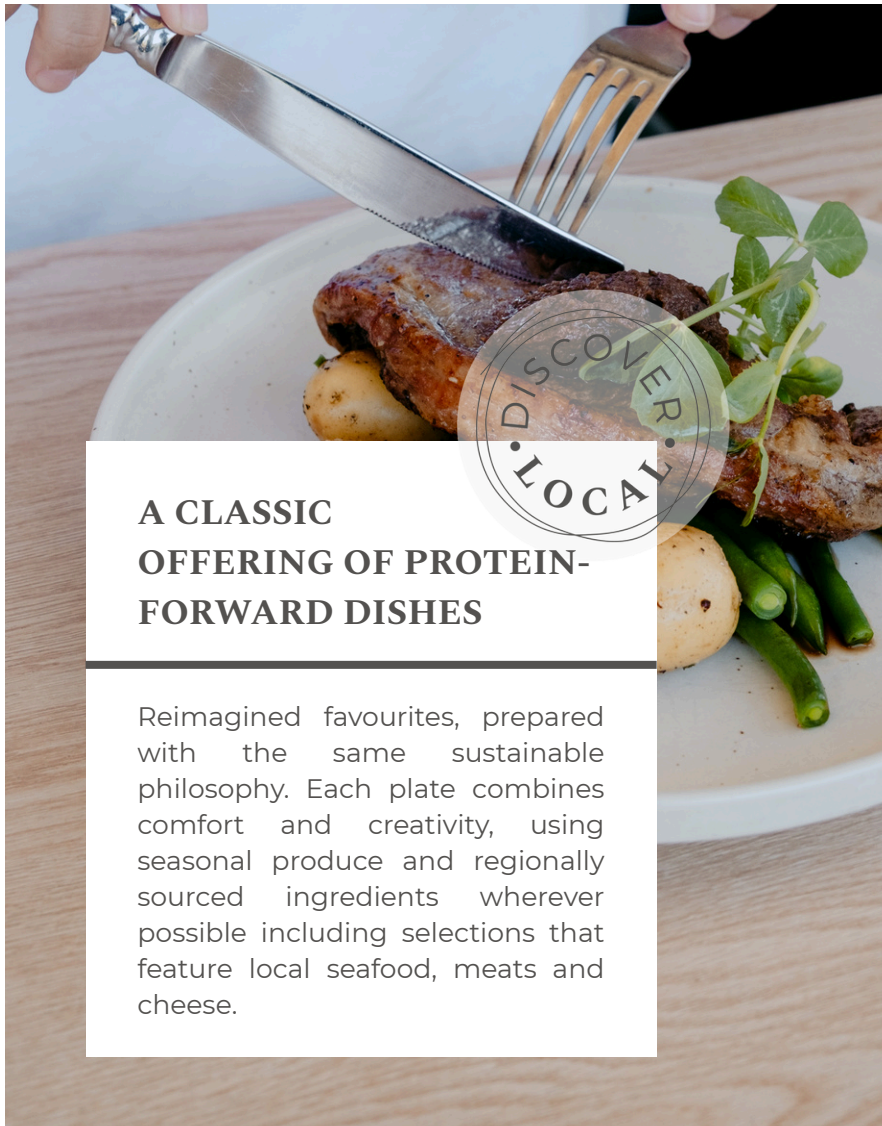 DISCOVER
LOCAL
A CLASSIC
OFFERING OF PROTEIN-
FORWARD DISHES
Reimagined favourites, prepared
with the same sustainable
philosophy. Each plate combines
comfort and creativity, using
seasonal produce and regionally
sourced ingredients wherever
possible including selections that
feature local seafood, meats and
cheese.